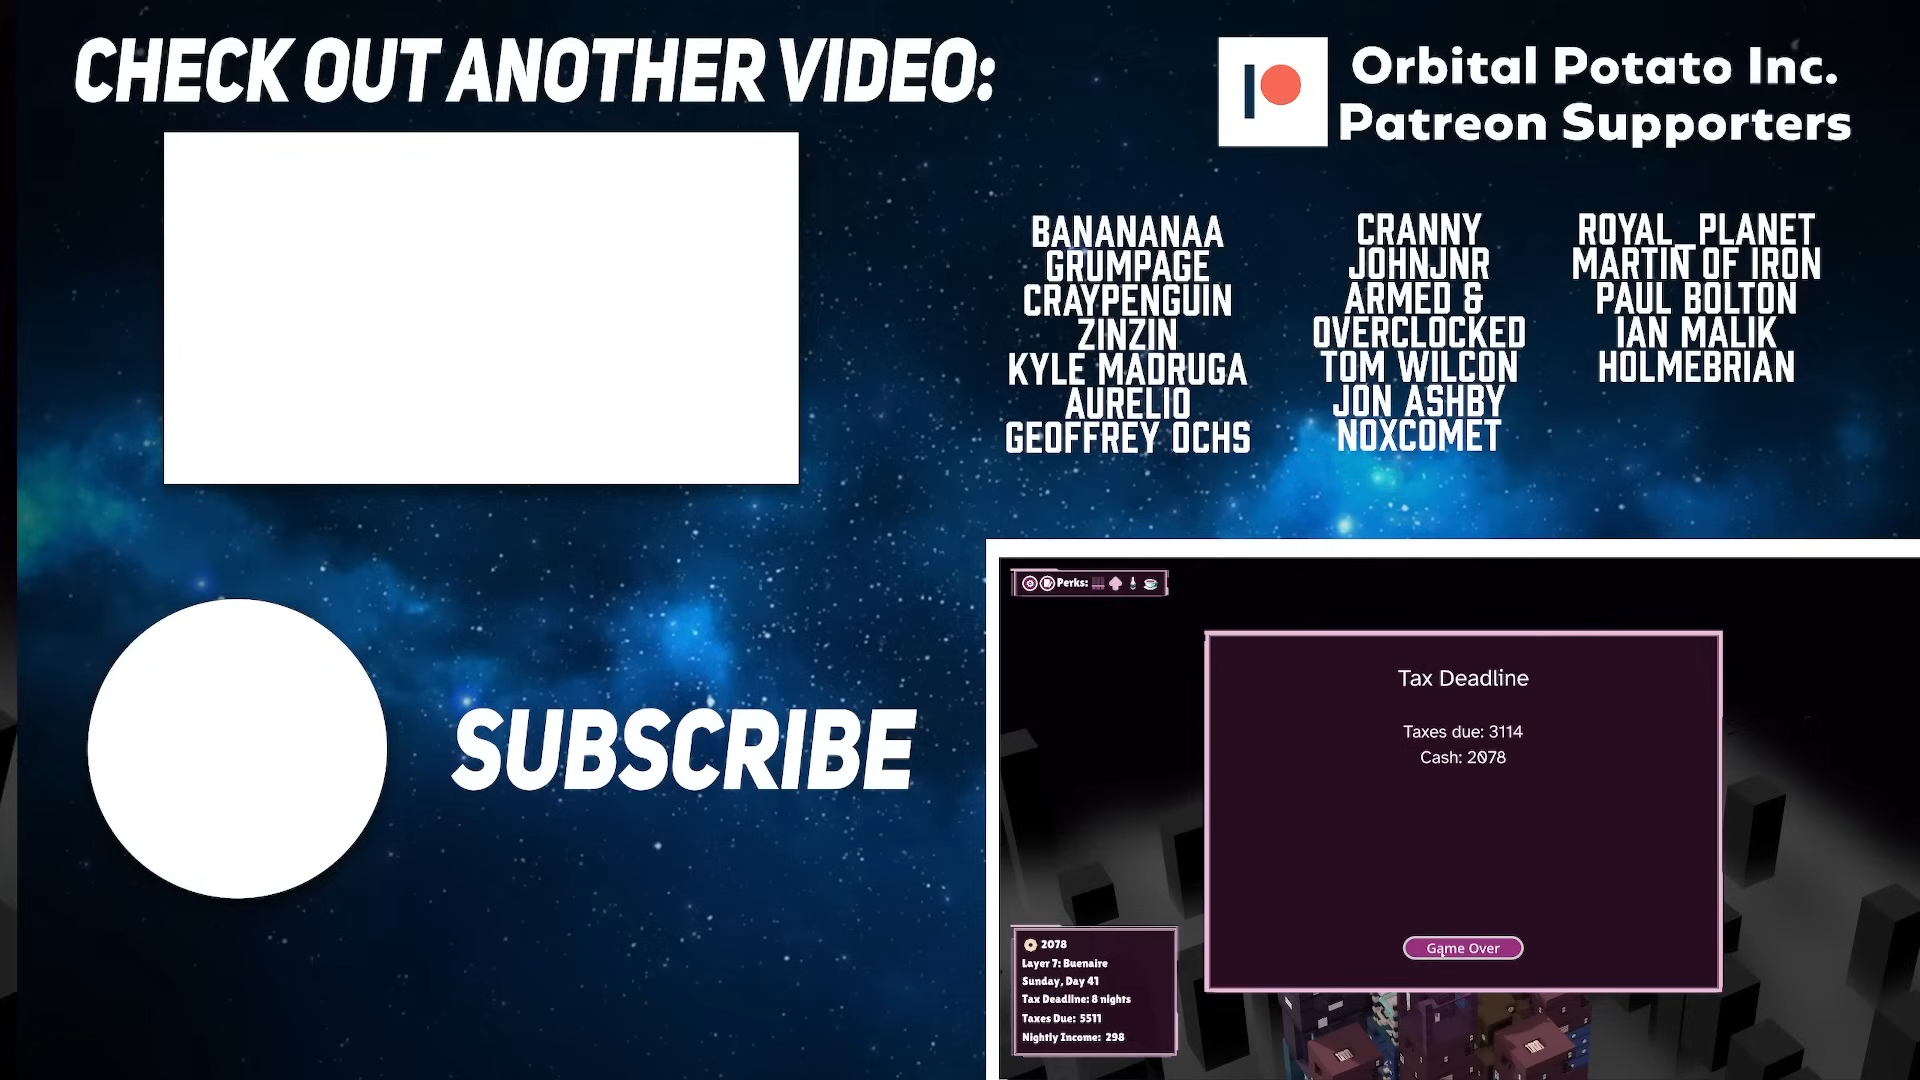 CHECK OUT ANOTHER VIDEO:
Orbital Potato Inc.
Patreon Supporters
BANANANAA
GRUMPAGE
CRAYPENGUIN
ZINZIN
KYLE MADRUGA
AURELIO
GEOFFREY OCHS
CRANNY
JOHNJNR
ARMED &
OVERCLOCKED
TOM WILCON
JON ASHBY
NOXCOMET
ROYAL_PLANET
MARTIN OF IRON
PAUL BOLTON
IAN MALIK
HOLMEBRIAN
SUBSCRIBE
Perks:
Tax Deadline
Taxes due: 3114
Cash: 2078
Game Over
2078
Layer 7: Buenaire
Sunday, Day 41
Tax Deadline: 8 nights
Taxes Due: 5511
Nightly Income: 298